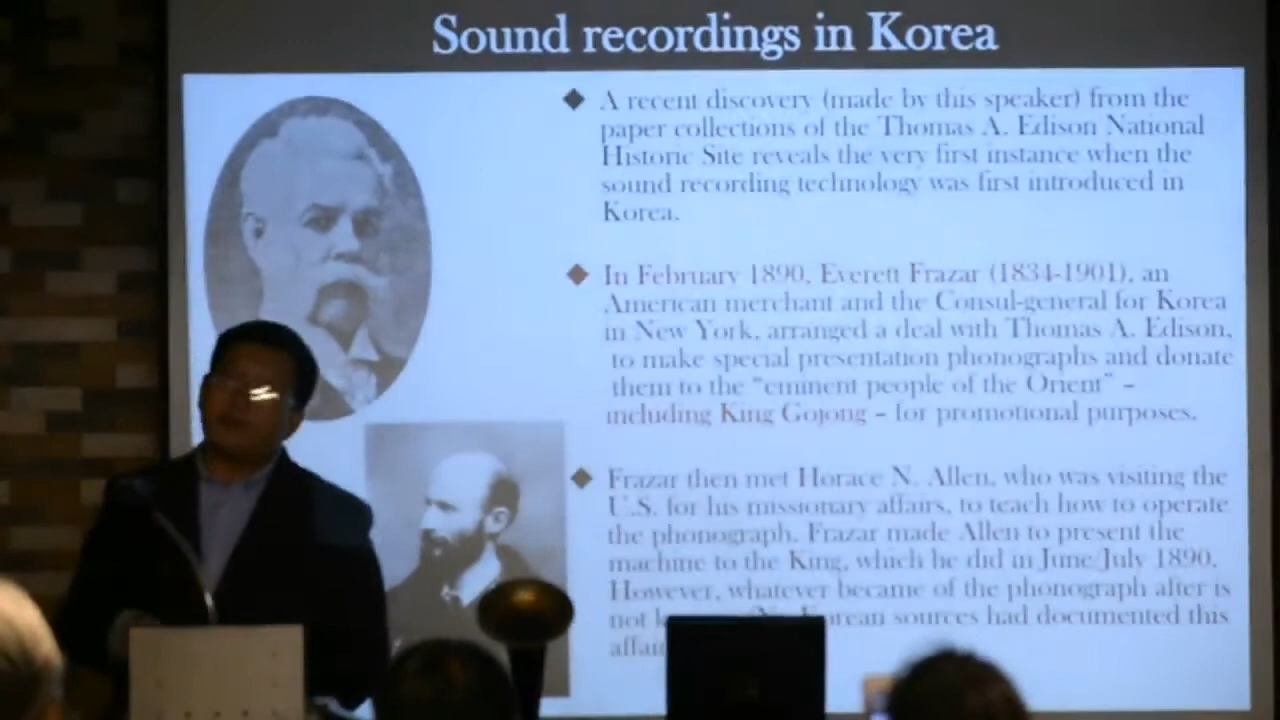 Sound recordings in Korea
◆ A recent discovery (made by this speaker) from the
paper collections of the Thomas A. Edison National
Historic Site reveals the very first instance when the
sound recording technology was first introduced in
Korea.
◆ In February 1890, Everett Frazar (1834-1901), an
American merchant and the Consul-general for Korea
in New York, arranged a deal with Thomas A. Edison,
to make special presentation phonographs and donate
them to the “eminent people of the Orient” –
including King Gojong – for promotional purposes.
◆ Frazar then met Horace N. Allen, who was visiting the
U.S. for his missionary affairs, to teach how to operate
the phonograph. Frazar made Allen to present the
machine to the King, which he did in June/July 1890.
However, whatever became of the phonograph after is
not sources had documented this